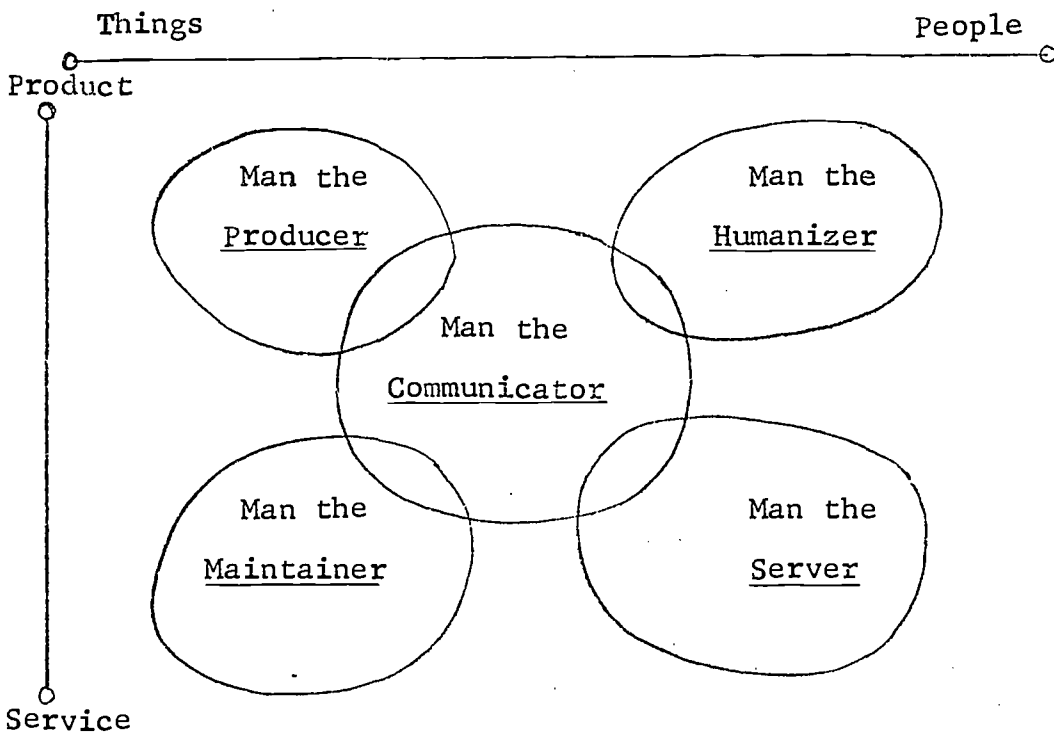 Things People
Product
Man the
Producer
Man the
Humanizer
Man the
Communicator
Man the
Maintainer
Man the
Server
Service